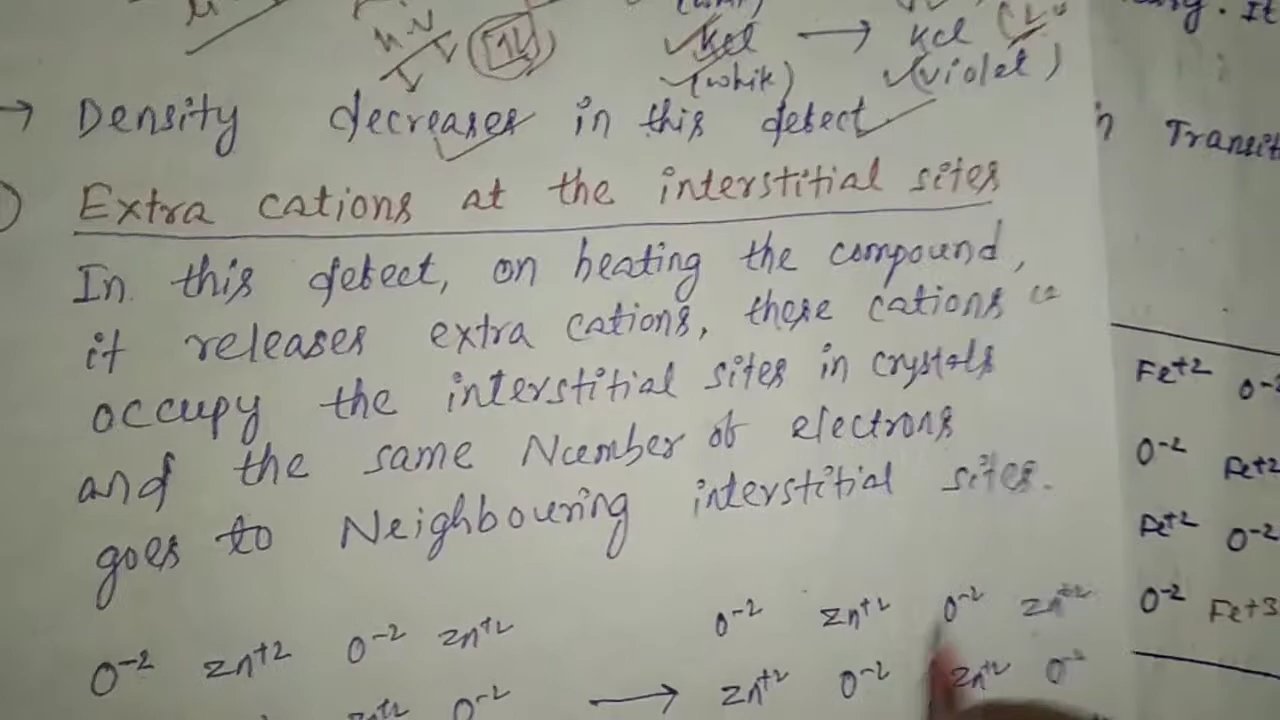 KCl → KCl
(white) (violet)
→ Density decreases in this defect
Extra cations at the interstitial sites
In this defect, on heating the compound,
it releases extra cations, these cations
occupy the interstitial sites in crystals
and the same Number of electrons
goes to Neighbouring interstitial sites.
O-2 Zn+2 O-2 Zn+2
Zn+2 O-2
→
O-2 Zn+2 O-2 Zn+2
Zn+2 O-2 Zn+2 O-2
It
Transit
Fe+2 O-2
O-2 Fe+2
Fe+2 O-2
O-2 Fe+3